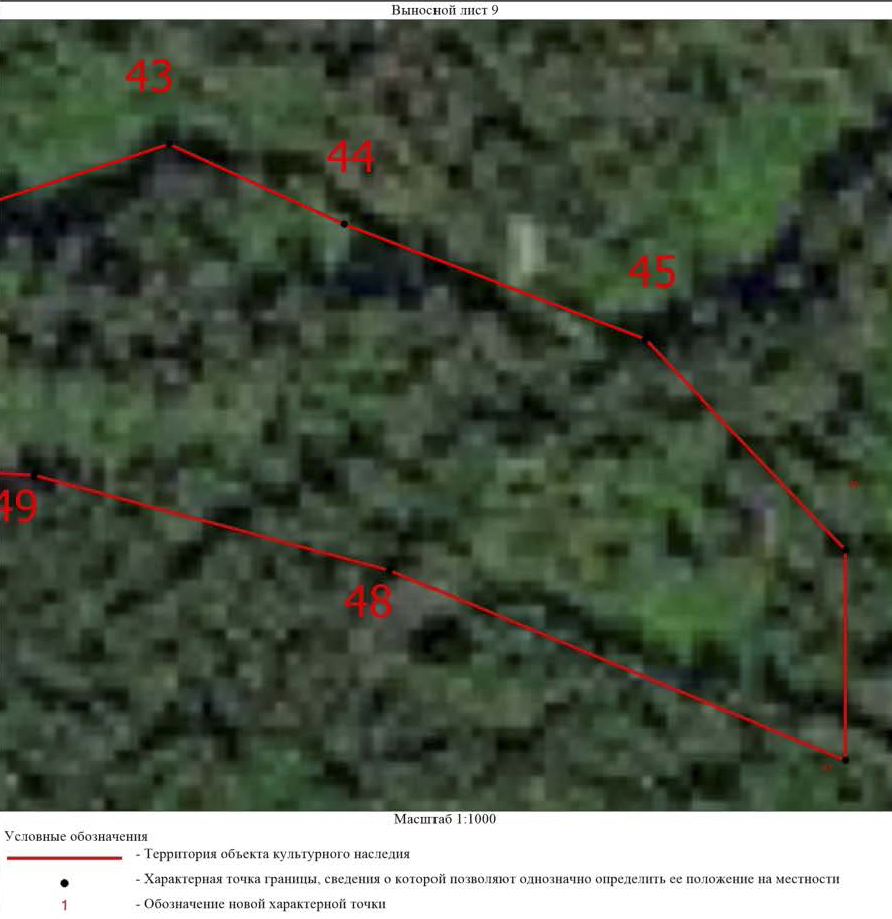 Выносной лист 9
43
44
45
49
48
Масштаб 1:1000
Условные обозначения
- Территория объекта культурного наследия
- Характерная точка границы, сведения о которой позволяют однозначно определить ее положение на местности
1 - Обозначение новой характерной точки